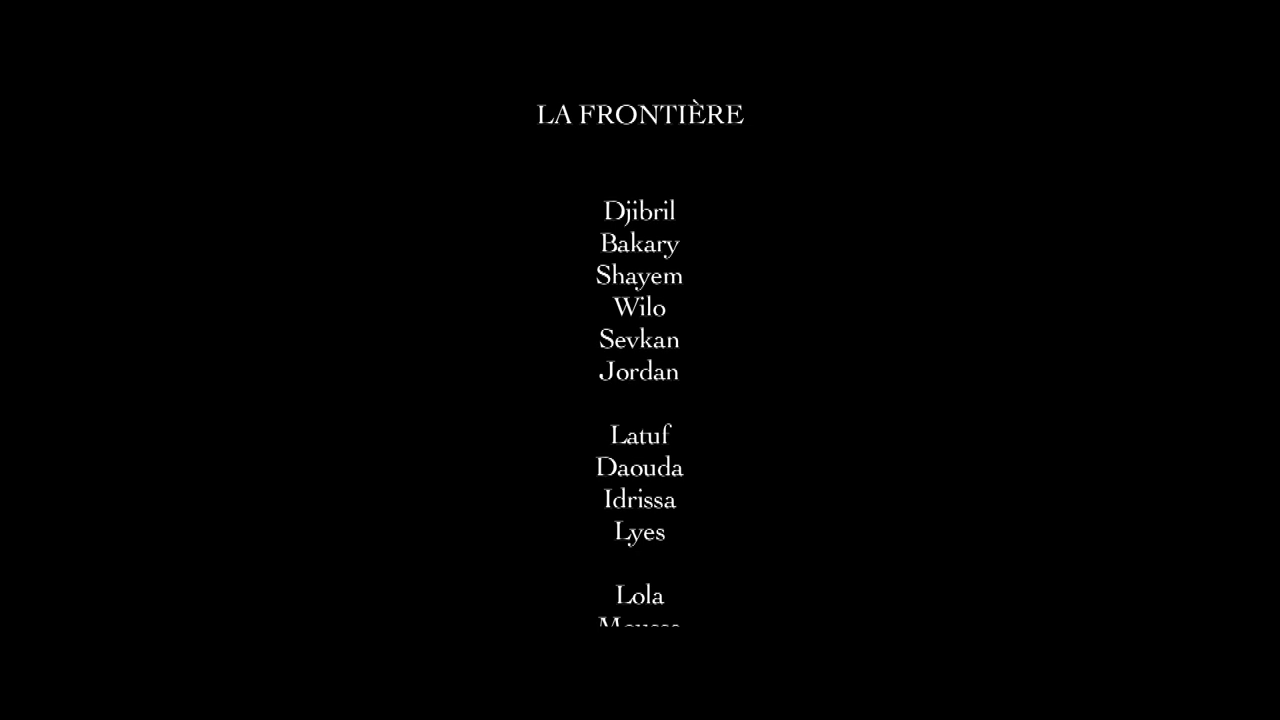 LA FRONTIÈRE
Djibril
Bakary
Shayem
Wilo
Sevkan
Jordan
Latuf
Daouda
Idrissa
Lyes
Lola